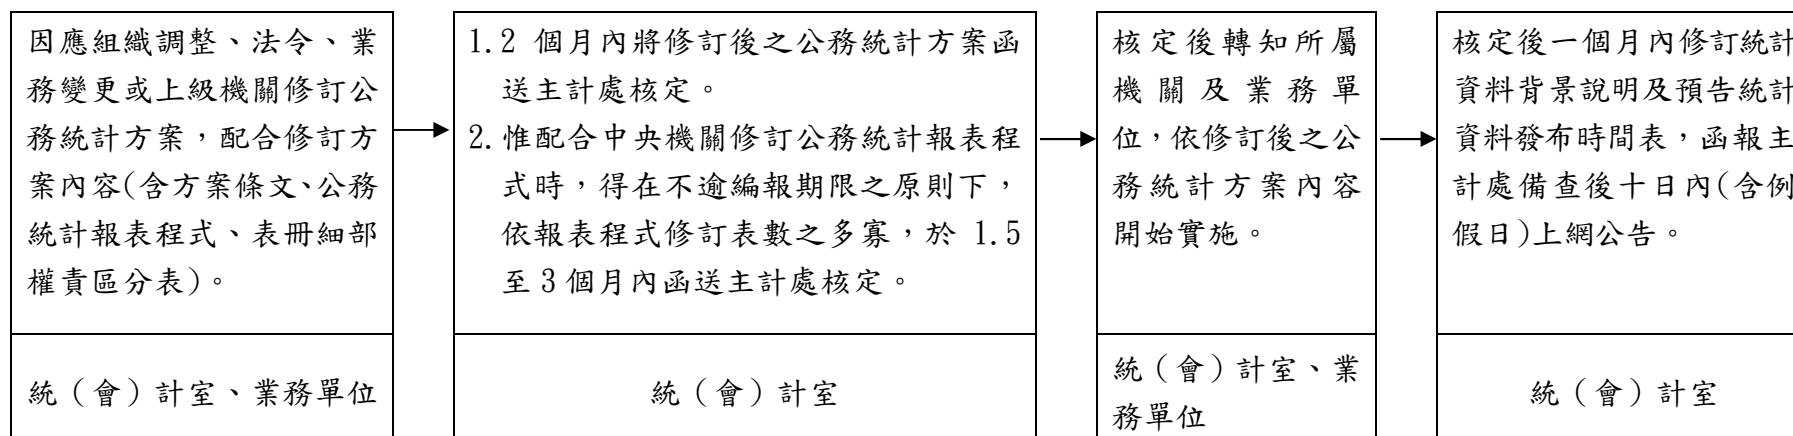 因應組織調整、法令、業
務變更或上級機關修訂公
務統計方案，配合修訂方
案內容(含方案條文、公務
統計報表程式、表冊細部
權責區分表)。
統（會）計室、業務單位
1.2 個月內將修訂後之公務統計方案函
送主計處核定。
2.惟配合中央機關修訂公務統計報表程
式時，得在不逾編報期限之原則下，
依報表程式修訂表數之多寡，於 1.5
至 3 個月內函送主計處核定。
統（會）計室
核定後轉知所屬
機關及業務單
位，依修訂後之公
務統計方案內容
開始實施。
統（會）計室、業
務單位
核定後一個月內修訂統計
資料背景說明及預告統計
資料發布時間表，函報主
計處備查後十日內(含例
假日)上網公告。
統（會）計室